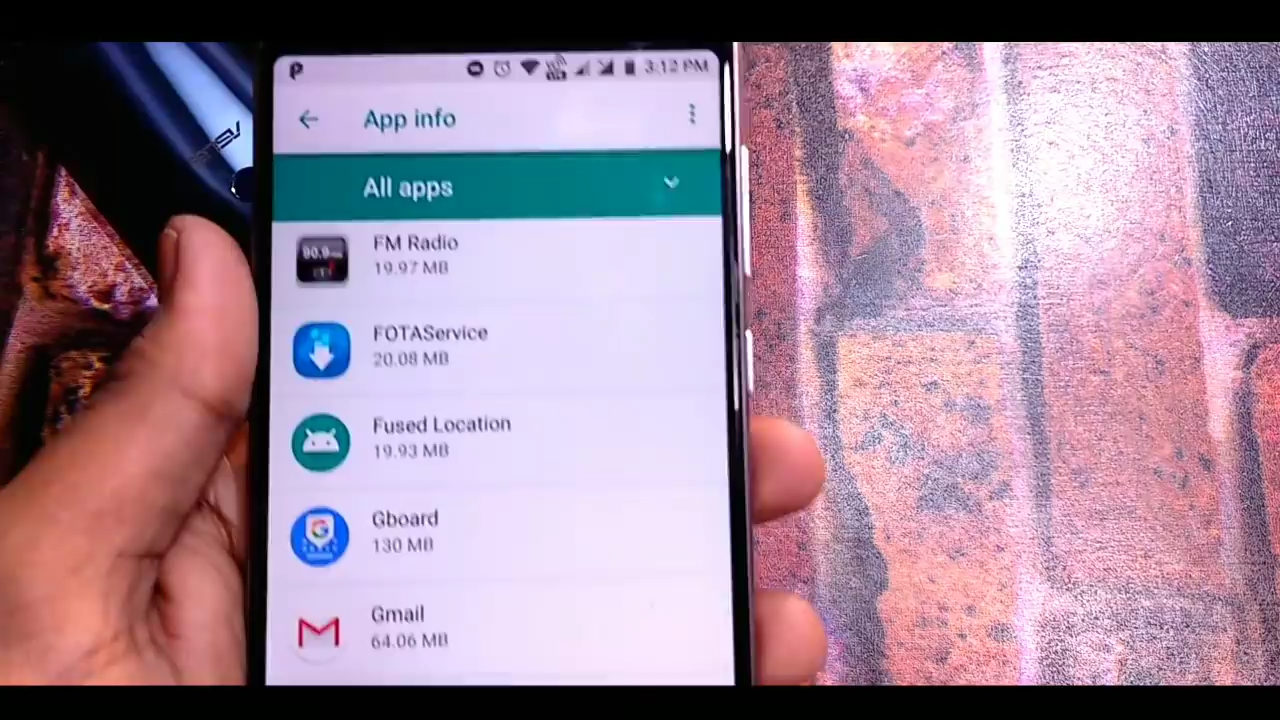 3:12 PM
App info
All apps
FM Radio
19.97 MB
FOTAService
20.08 MB
Fused Location
19.93 MB
Gboard
130 MB
Gmail
64.06 MB